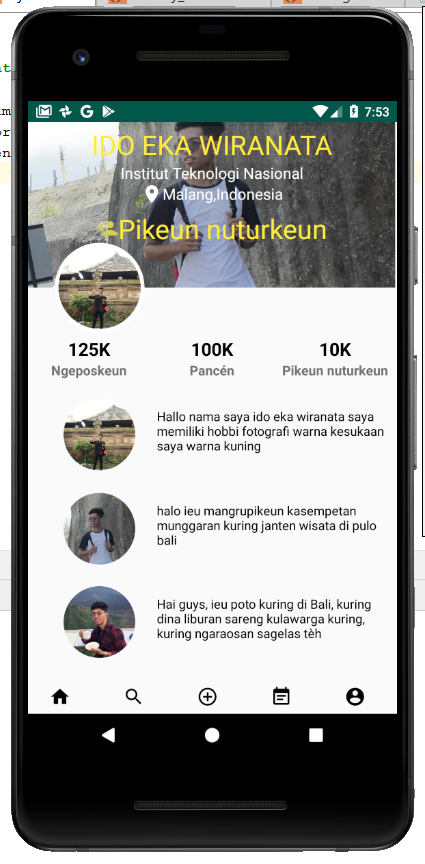 7:53
IDO EKA WIRANATA
Institut Teknologi Nasional
Malang,Indonesia
Pikeun nuturkeun
125K
100K
10K
Ngeposkeun
Pancén
Pikeun nuturkeun
Hallo nama saya ido eka wiranata saya
memiliki hobbi fotografi warna kesukaan
saya warna kuning
halo ieu mangrupikeun kasempetan
munggaran kuring janten wisata di pulo
bali
Hai guys, ieu poto kuring di Bali, kuring
dina liburan sareng kulawarga kuring,
kuring ngaraosan sagelas tèh